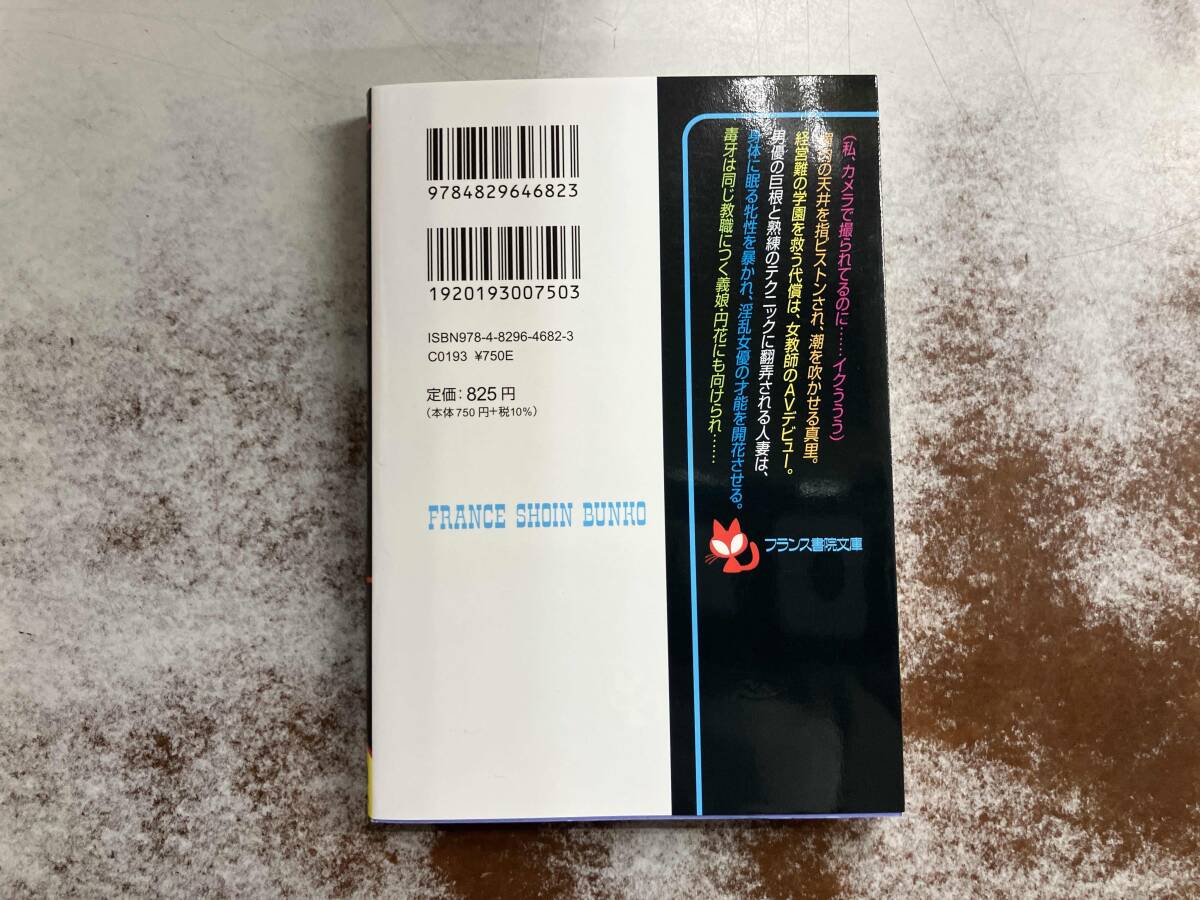 9784829646823
1920193007503
ISBN978-4-8296-4682-3
C0193 ¥750E
定価：825円
（本体750円＋税10%）
FRANCE SHOIN BUNKO
（私、カメラで撮られてるのに……イクううう）
肉の天井を指ピストンされ、潮を吹かせる真里。
経営難の学園を救う代償は、女教師のAVデビュー。
男優の巨根と熟練のテクニックに翻弄される人妻は、
身体に眠る牝性を暴かれ、淫乱女優の才能を開花させる。
毒牙は同じ教職につく義娘・円花にも向けられ……
フランス書院文庫